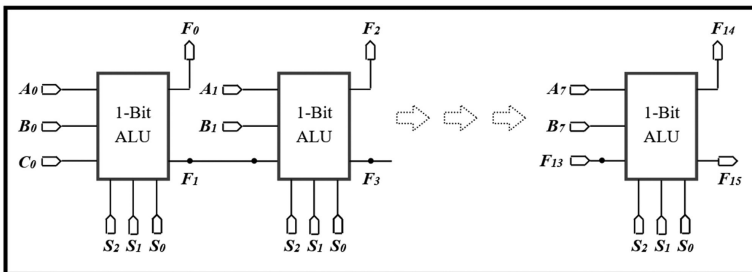 F0 F2 F14
A0 A1 A7
1-Bit 1-Bit 1-Bit
B0 B1 B7
ALU ALU ALU
C0 F13
F1 F3 F15
S2 S1 S0 S2 S1 S0 S2 S1 S0